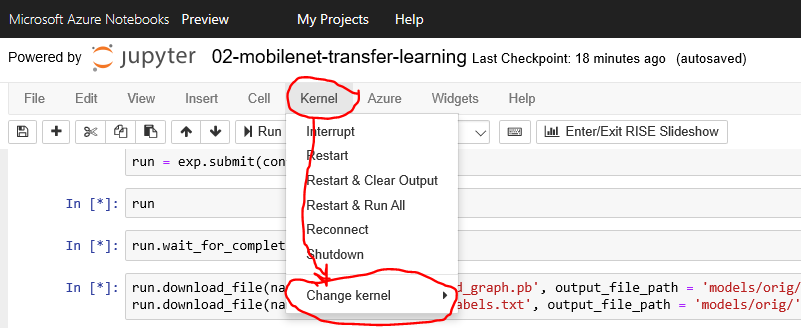 Microsoft Azure Notebooks Preview My Projects Help
Powered by jupyter 02-mobilenet-transfer-learning Last Checkpoint: 18 minutes ago (autosaved)
File Edit View Insert Cell Kernel Azure Widgets Help
Run Enter/Exit RISE Slideshow
Interrupt
run = exp.submit(con
Restart
Restart & Clear Output
In [*]: run
Restart & Run All
Reconnect
In [*]: run.wait_for_complet
Shutdown
In [*]: run.download_file(na d_graph.pb', output_file_path = 'models/orig/
Change kernel
run.download_file(na abels.txt', output_file_path = 'models/orig/'